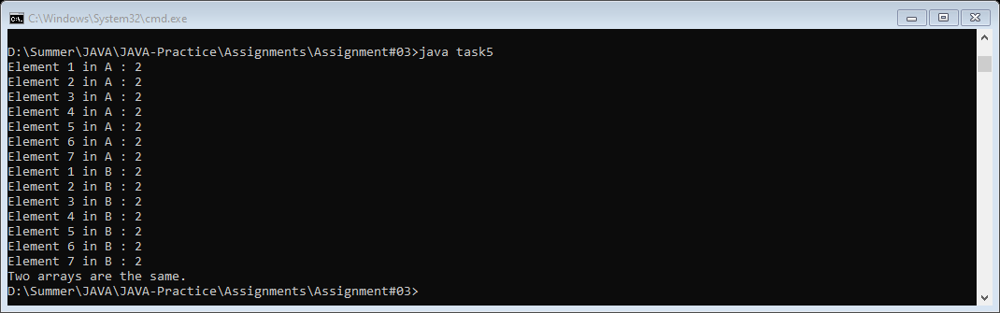 C:\Windows\System32\cmd.exe
D:\Summer\JAVA\JAVA-Practice\Assignments\Assignment#03>java task5
Element 1 in A : 2
Element 2 in A : 2
Element 3 in A : 2
Element 4 in A : 2
Element 5 in A : 2
Element 6 in A : 2
Element 7 in A : 2
Element 1 in B : 2
Element 2 in B : 2
Element 3 in B : 2
Element 4 in B : 2
Element 5 in B : 2
Element 6 in B : 2
Element 7 in B : 2
Two arrays are the same.
D:\Summer\JAVA\JAVA-Practice\Assignments\Assignment#03>